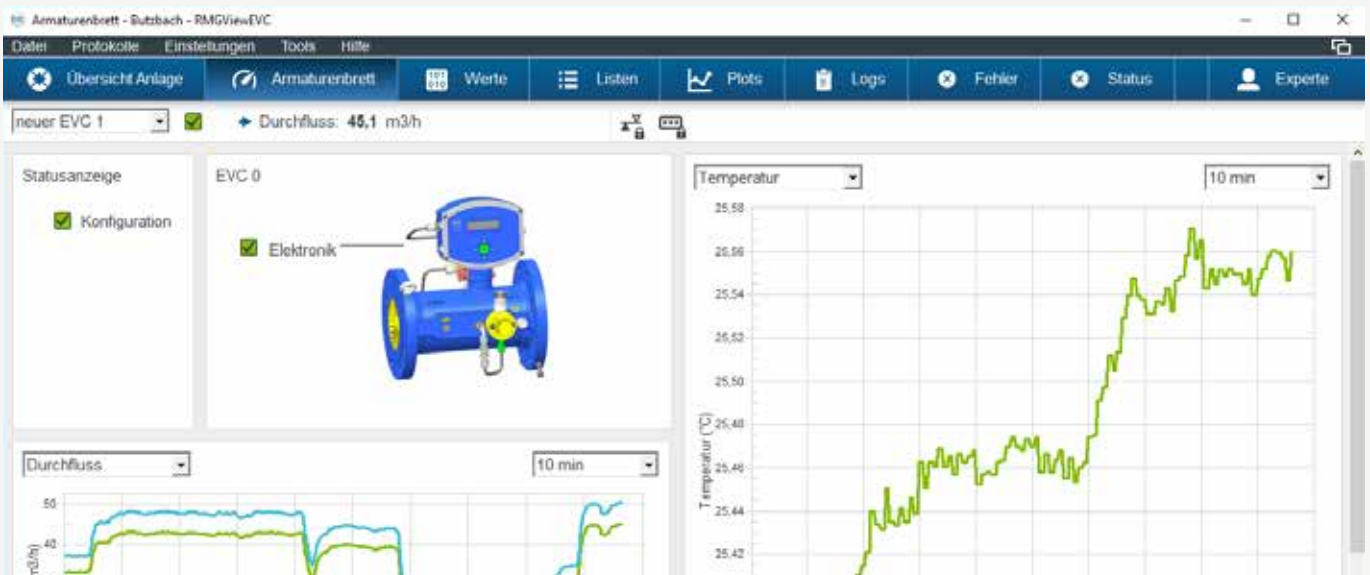 Armaturenbrett - Butzbach - RMGViewEVC
Datei Protokolle Einstellungen Tools Hilfe
Übersicht Anlage Armaturenbrett Werte Listen Plots Logs Fehler Status Experte
neuer EVC 1 Durchfluss: 45,1 m3/h
Statusanzeige
Konfiguration
EVC 0
Elektronik
Temperatur 10 min
25,58
25,56
25,54
25,52
25,50
25,48
25,46
25,44
25,42
Temperatur (°C)
Durchfluss 10 min
50
40
m3/h)